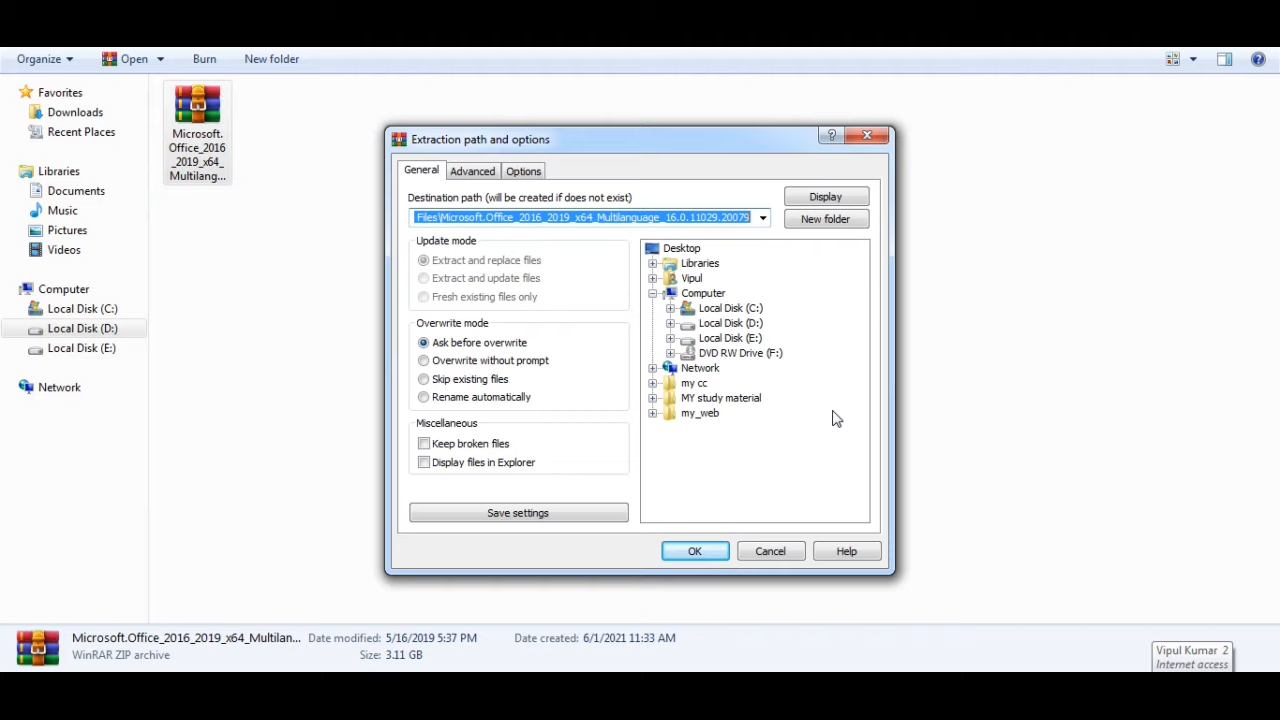 Organize
Open
Burn
New folder
Favorites
Downloads
Recent Places
Libraries
Documents
Music
Pictures
Videos
Computer
Local Disk (C:)
Local Disk (D:)
Local Disk (E:)
Network
Microsoft.
Office_2016
_2019_x64_
Multilang...
Extraction path and options
General
Advanced
Options
Destination path (will be created if does not exist)
Files\Microsoft.Office_2016_2019_x64_Multilanguage_16.0.11029.20079
Display
New folder
Update mode
Extract and replace files
Extract and update files
Fresh existing files only
Overwrite mode
Ask before overwrite
Overwrite without prompt
Skip existing files
Rename automatically
Miscellaneous
Keep broken files
Display files in Explorer
Save settings
Desktop
Libraries
Vipul
Computer
Local Disk (C:)
Local Disk (D:)
Local Disk (E:)
DVD RW Drive (F:)
Network
my cc
MY study material
my_web
OK
Cancel
Help
Microsoft.Office_2016_2019_x64_Multilan... Date modified: 5/16/2019 5:37 PM Date created: 6/1/2021 11:33 AM
WinRAR ZIP archive Size: 3.11 GB
Vipul Kumar 2
Internet access